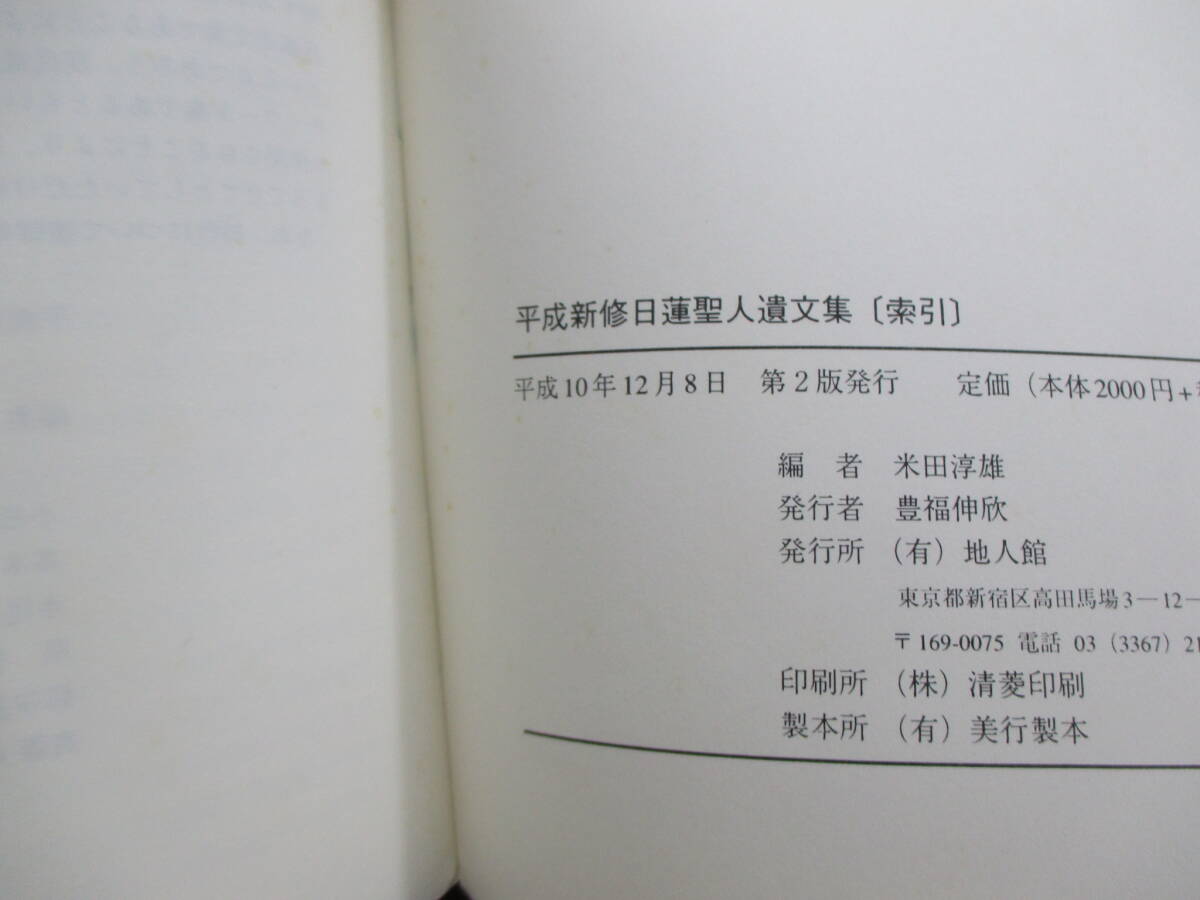 平成新修日蓮聖人遺文集〔索引〕
平成10年12月8日　第2版発行　定価（本体2000円+
編　者　米田淳雄
発行者　豊福伸欣
発行所　（有）地人館
東京都新宿区高田馬場3―12―
〒169-0075 電話 03（3367）21
印刷所　（株）清菱印刷
製本所　（有）美行製本